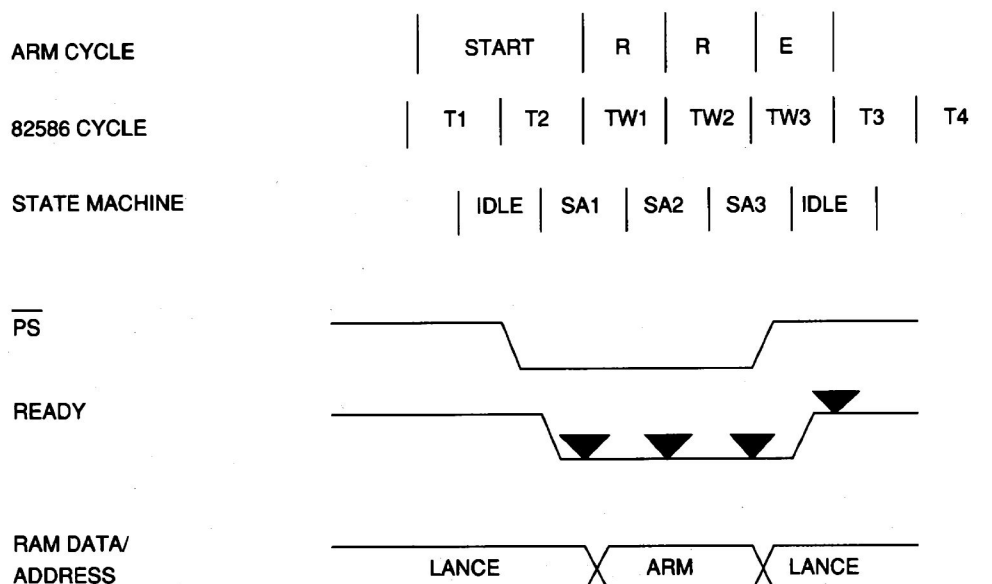 ARM CYCLE START R R E
82586 CYCLE T1 T2 TW1 TW2 TW3 T3 T4
STATE MACHINE IDLE SA1 SA2 SA3 IDLE
PS
READY
RAM DATA/
ADDRESS LANCE ARM LANCE